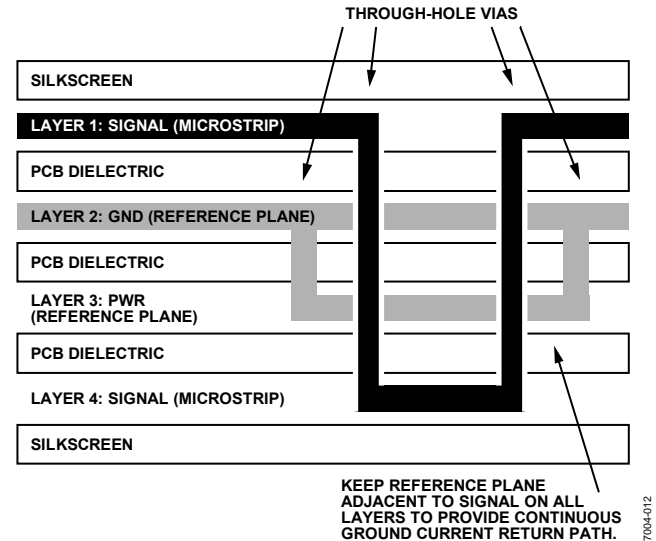 THROUGH-HOLE VIAS
SILKSCREEN
LAYER 1: SIGNAL (MICROSTRIP)
PCB DIELECTRIC
LAYER 2: GND (REFERENCE PLANE)
PCB DIELECTRIC
LAYER 3: PWR
(REFERENCE PLANE)
PCB DIELECTRIC
LAYER 4: SIGNAL (MICROSTRIP)
SILKSCREEN
KEEP REFERENCE PLANE
ADJACENT TO SIGNAL ON ALL
LAYERS TO PROVIDE CONTINUOUS
GROUND CURRENT RETURN PATH.
7004-012